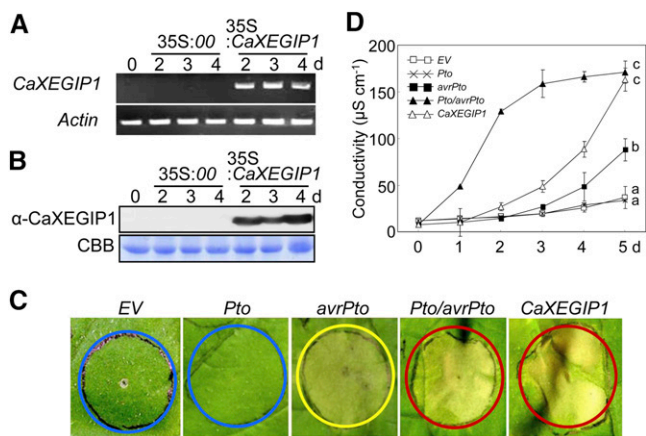 A
35S:00
35S
:CaXEGIP1
0 2 3 4 2 3 4 d
CaXEGIP1
Actin
B
35S:00
35S
:CaXEGIP1
0 2 3 4 2 3 4 d
α-CaXEGIP1
CBB
C
EV Pto avrPto Pto/avrPto CaXEGIP1
D
Conductivity (µS cm⁻¹)
200
150
100
50
0
EV
Pto
avrPto
Pto/avrPto
CaXEGIP1
c
c
b
a
a
0 1 2 3 4 5 d